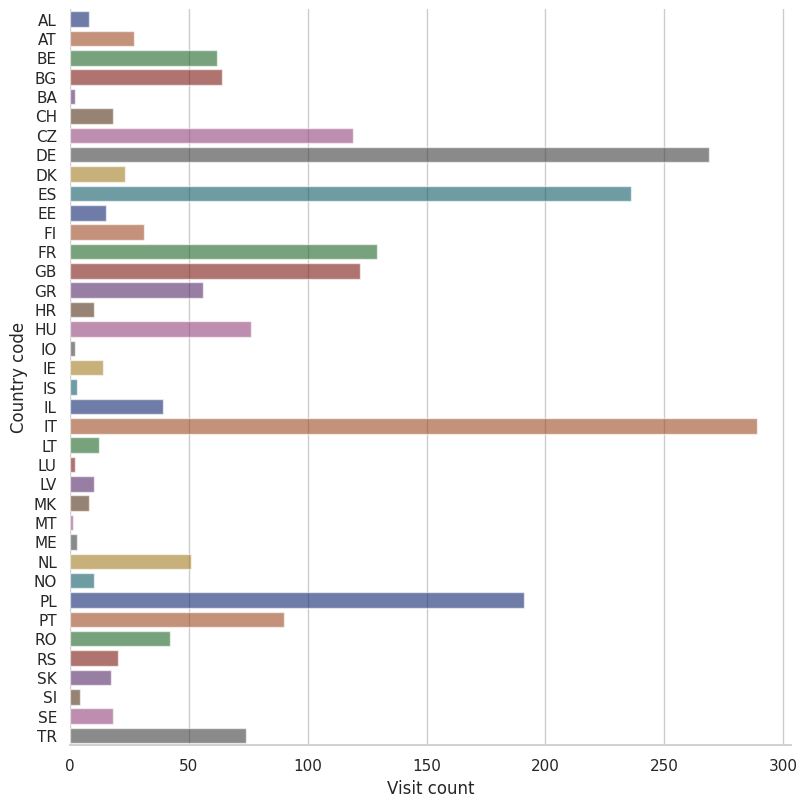 AL
AT
BE
BG
BA
CH
CZ
DE
DK
ES
EE
FI
FR
GB
GR
HR
HU
IO
IE
IS
IL
IT
LT
LU
LV
MK
MT
ME
NL
NO
PL
PT
RO
RS
SK
SI
SE
TR
Country code
0 50 100 150 200 250 300
Visit count